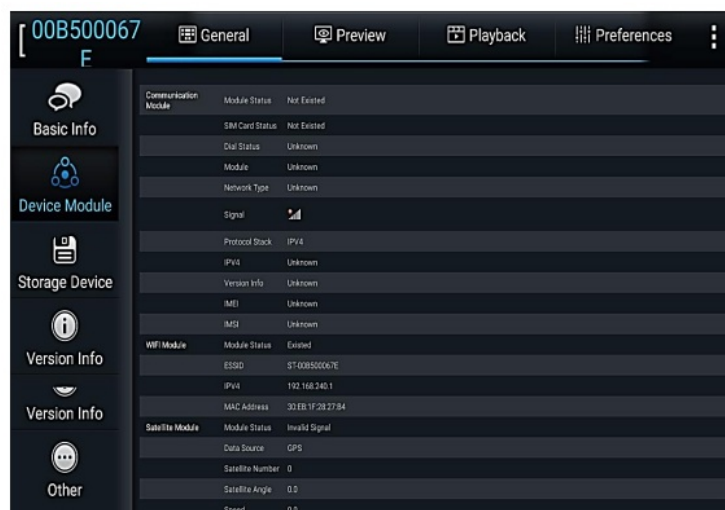 [ 00B500067
E
General
Preview
Playback
Preferences
Basic Info
Device Module
Storage Device
Version Info
Version Info
Other
Communication
Module
Module Status Not Existed
SIM Card Status Not Existed
Dial Status Unknown
Module Unknown
Network Type Unknown
Signal
Protocol Stack IPV4
IPV4 Unknown
Version Info Unknown
IMEI Unknown
IMSI Unknown
WIFI Module Module Status Existed
ESSID ST-00B500067E
IPV4 192.168.240.1
MAC Address 30:EB:1F:28:27:B4
Satellite Module Module Status Invalid Signal
Data Source GPS
Satellite Number 0
Satellite Angle 0.0
Speed 0.0